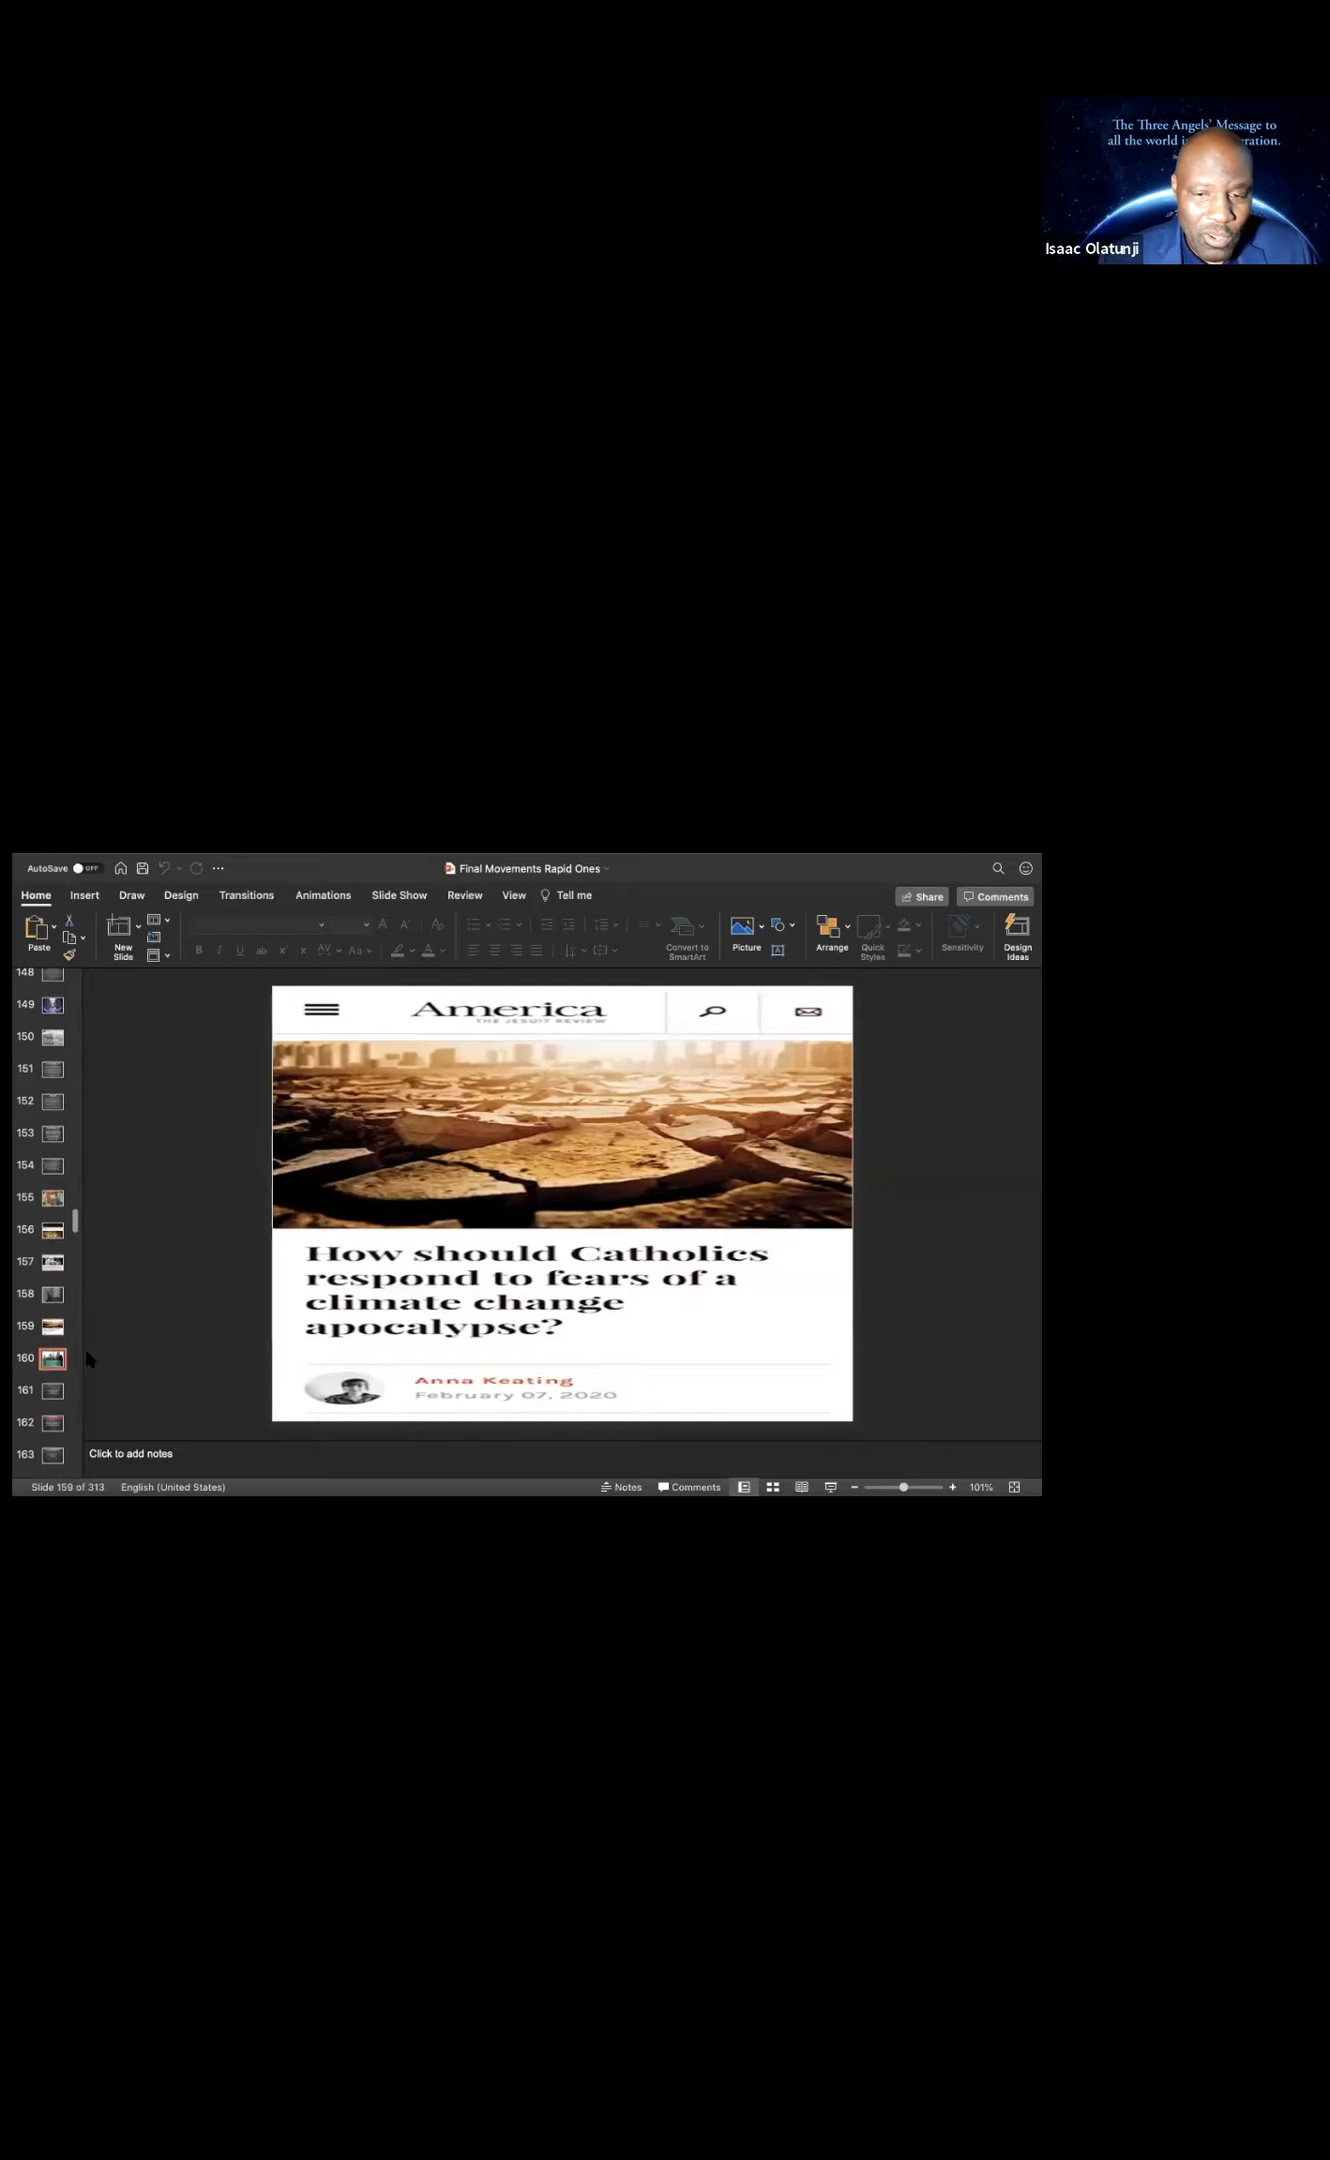 The Three Angels' Message to
all the world i eration.
Isaac Olatunji
AutoSave OFF
Final Movements Rapid Ones
Home Insert Draw Design Transitions Animations Slide Show Review View Tell me
Share Comments
Paste
New
Slide
Convert to
SmartArt
Picture
Arrange
Quick
Styles
Sensitivity
Design
Ideas
148
149
150
151
152
153
154
155
156
157
158
159
160
161
162
163
America
THE JESUIT REVIEW
How should Catholics
respond to fears of a
climate change
apocalypse?
Anna Keating
February 07, 2020
Click to add notes
Slide 159 of 313 English (United States) Notes Comments 101%